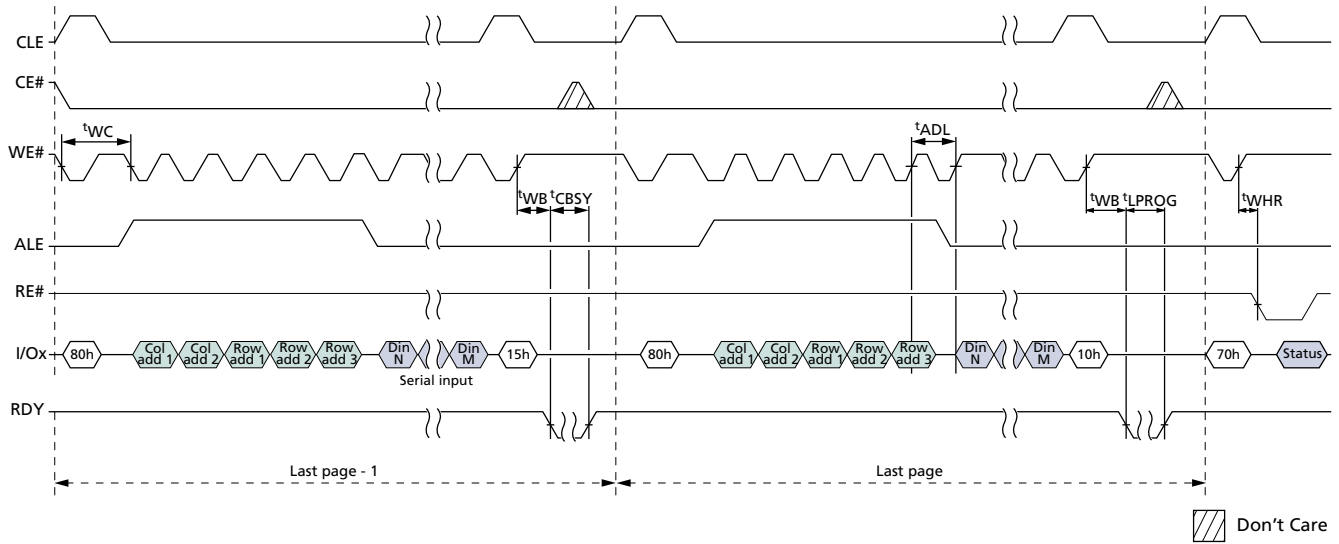 CLE
CE#
tWC
tADL
WE#
tWB tCBSY
tWB tLPROG
tWHR
ALE
RE#
I/Ox
80h
Col add 1
Col add 2
Row add 1
Row add 2
Row add 3
Din N
Din M
15h
80h
Col add 1
Col add 2
Row add 1
Row add 2
Row add 3
Din N
Din M
10h
70h
Status
Serial input
RDY
Last page - 1
Last page
Don't Care